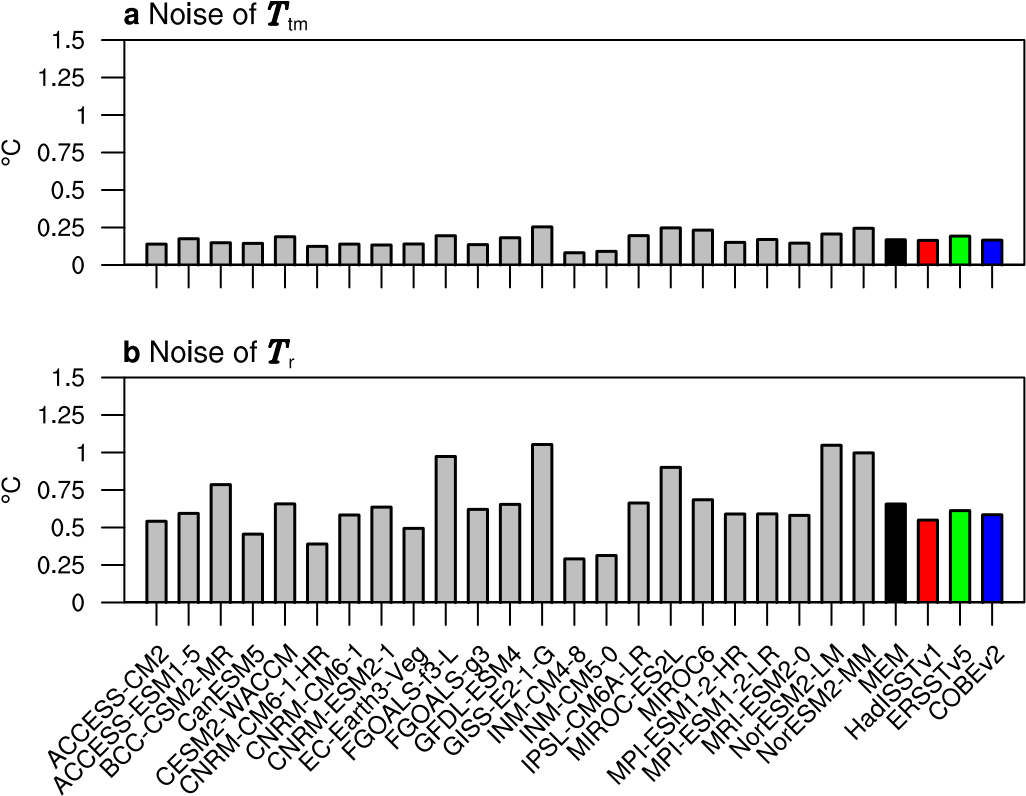 a Noise of Ttm
1.5
1.25
1
0.75
0.5
0.25
0
°C
b Noise of Tr
1.5
1.25
1
0.75
0.5
0.25
0
°C
ACCESS-CM2
ACCESS-ESM1-5
BCC-CSM2-MR
CanESM5
CESM2-WACCM
CNRM-CM6-1-HR
CNRM-CM6-1
CNRM-ESM2-1
EC-Earth3-Veg
FGOALS-f3-L
FGOALS-g3
GFDL-ESM4
GISS-E2-1-G
INM-CM4-8
INM-CM5-0
IPSL-CM6A-LR
MIROC-ES2L
MIROC6
MPI-ESM1-2-HR
MPI-ESM1-2-LR
MRI-ESM2-0
NorESM2-LM
NorESM2-MM
MEM
HadISSTv1
ERSSTv5
COBEv2